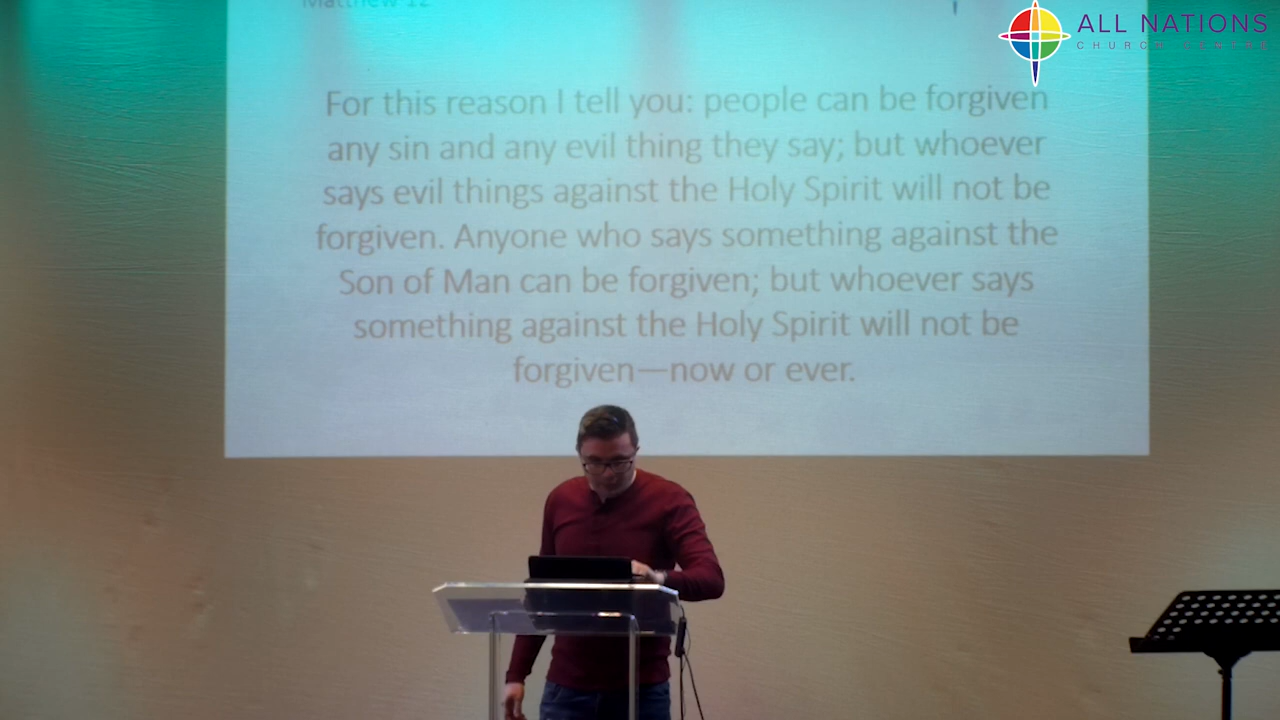 Matthew 12
ALL NATIONS
CHURCH CENTRE
For this reason I tell you: people can be forgiven
any sin and any evil thing they say; but whoever
says evil things against the Holy Spirit will not be
forgiven. Anyone who says something against the
Son of Man can be forgiven; but whoever says
something against the Holy Spirit will not be
forgiven—now or ever.